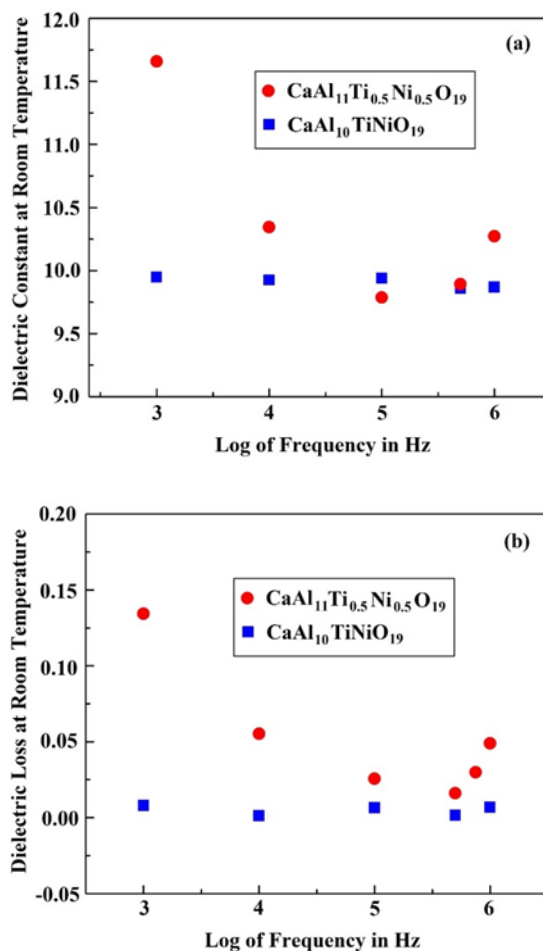 12.0
(a)
11.5
CaAl₁₁Ti₀.₅Ni₀.₅O₁₉
CaAl₁₀TiNiO₁₉
11.0
10.5
10.0
9.5
9.0
3 4 5 6
Dielectric Constant at Room Temperature
Log of Frequency in Hz
0.20
(b)
0.15
CaAl₁₁Ti₀.₅Ni₀.₅O₁₉
CaAl₁₀TiNiO₁₉
0.10
0.05
0.00
-0.05
3 4 5 6
Dielectric Loss at Room Temperature
Log of Frequency in Hz